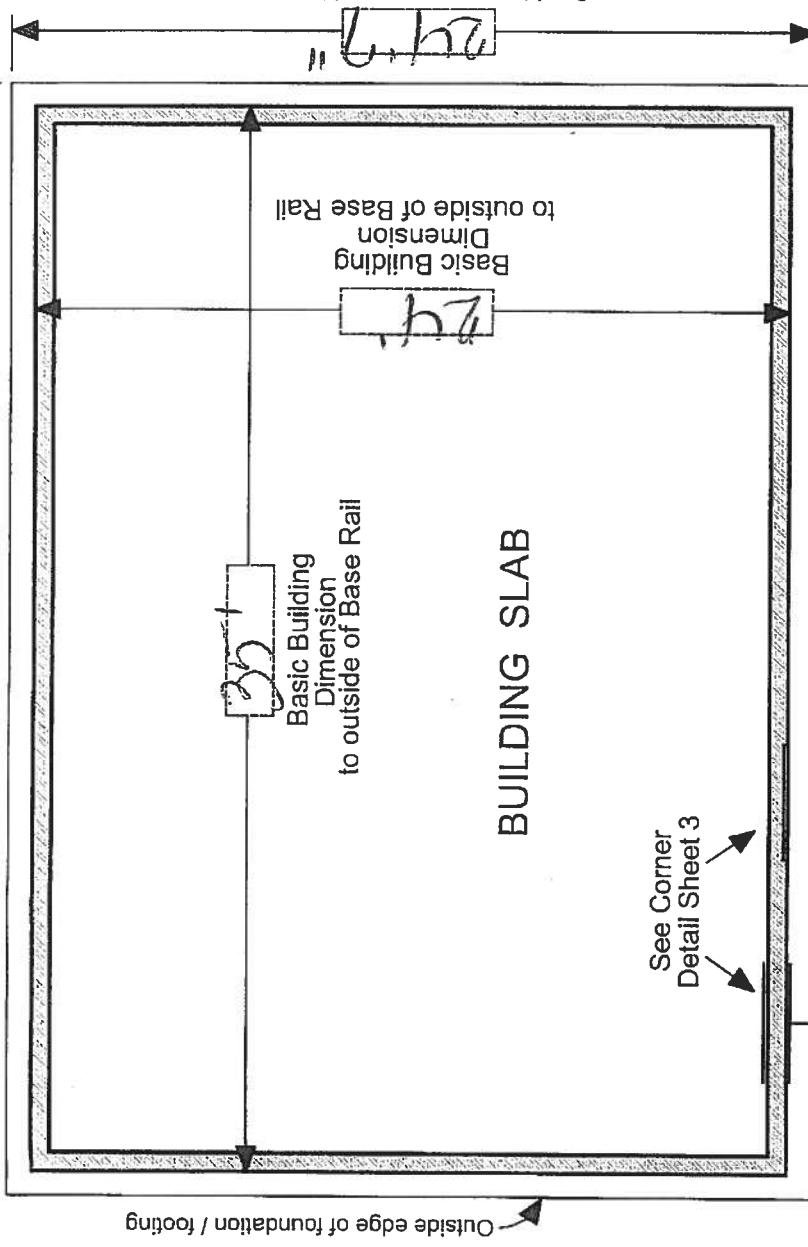 24'7"
Basic Building
Dimension
to outside of Base Rail
24'
35'
Basic Building
Dimension
to outside of Base Rail
BUILDING SLAB
See Corner
Detail Sheet 3
Outside edge of foundation / footing